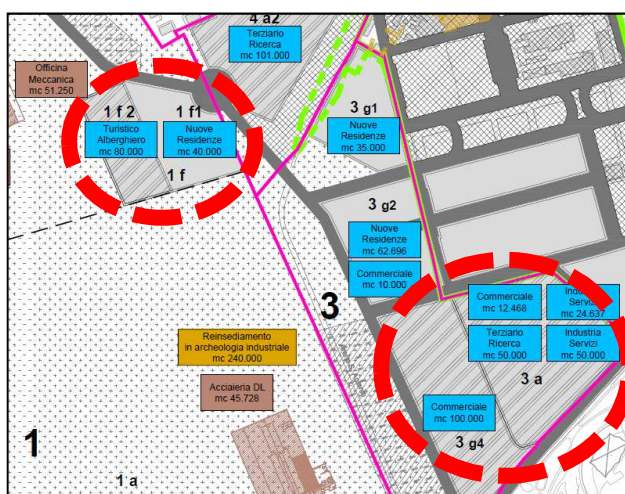 4 a2
Terziario
Ricerca
mc 101.000
Officina
Meccanica
mc 51.250
1 f 2
1 f1
Turistico
Alberghiero
mc 80.000
Nuove
Residenze
mc 40.000
1 f
3 g1
Nuove
Residenze
mc 35.000
3 g2
Nuove
Residenze
mc 62.696
Commerciale
mc 10.000
3
Commerciale
mc 12.468
Servizi
mc 24.637
Terziario
Ricerca
mc 50.000
Industria
Servizi
mc 50.000
3 a
Reinsediamento
in archeologia industriale
mc 240.000
Acciaieria DL
mc 45.728
Commerciale
mc 100.000
3 g4
1
1 a